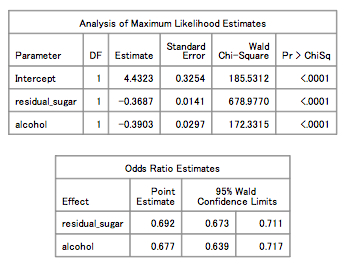 Analysis of Maximum Likelihood Estimates
Parameter DF Estimate Standard Error Wald Chi-Square Pr > ChiSq
Intercept 1 4.4323 0.3254 185.5312 <.0001
residual_sugar 1 -0.3687 0.0141 678.9770 <.0001
alcohol 1 -0.3903 0.0297 172.3315 <.0001
Odds Ratio Estimates
Effect Point Estimate 95% Wald Confidence Limits
residual_sugar 0.692 0.673 0.711
alcohol 0.677 0.639 0.717